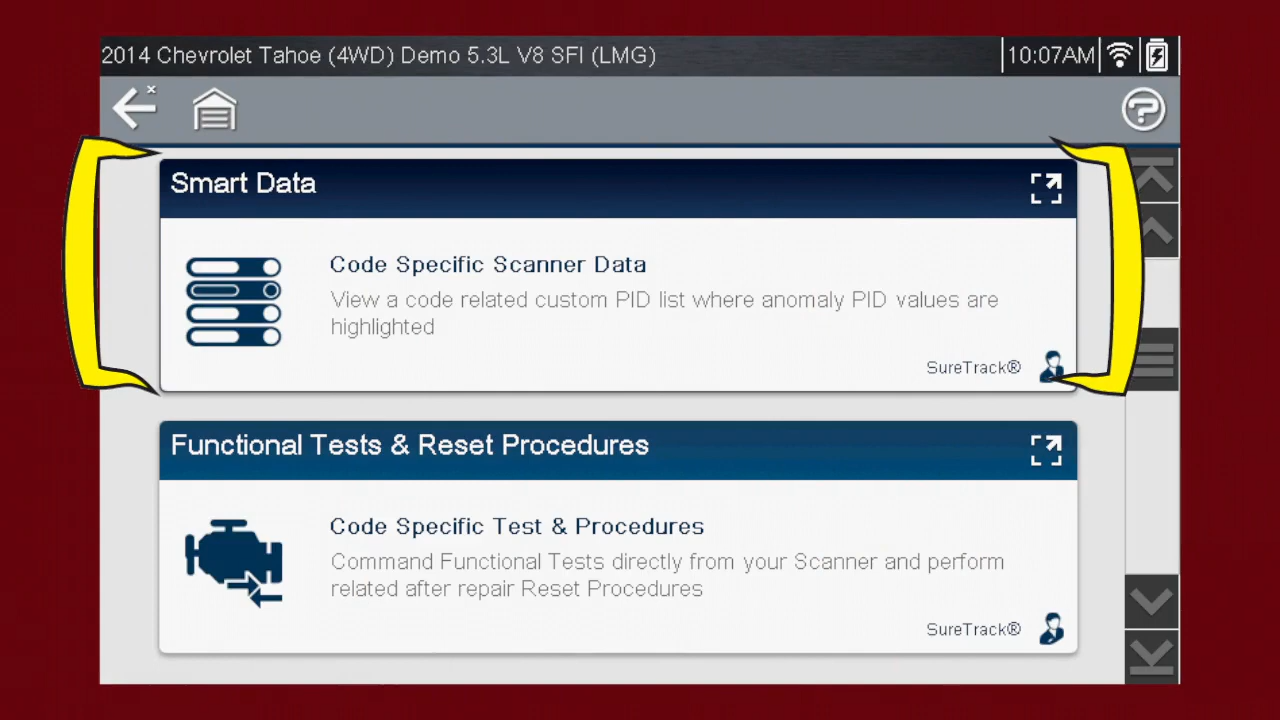 2014 Chevrolet Tahoe (4WD) Demo 5.3L V8 SFI (LMG)
10:07AM
Smart Data
Code Specific Scanner Data
View a code related custom PID list where anomaly PID values are
highlighted
SureTrack®
Functional Tests & Reset Procedures
Code Specific Test & Procedures
Command Functional Tests directly from your Scanner and perform
related after repair Reset Procedures
SureTrack®